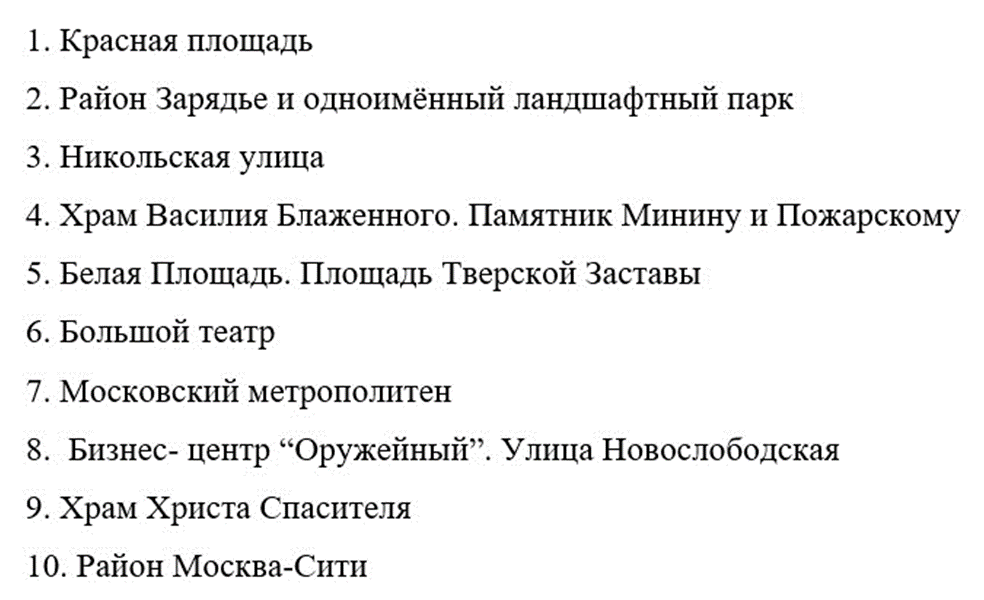 1. Красная площадь
2. Район Зарядье и одноимённый ландшафтный парк
3. Никольская улица
4. Храм Василия Блаженного. Памятник Минину и Пожарскому
5. Белая Площадь. Площадь Тверской Заставы
6. Большой театр
7. Московский метрополитен
8.  Бизнес- центр “Оружейный”. Улица Новослободская
9. Храм Христа Спасителя
10. Район Москва-Сити